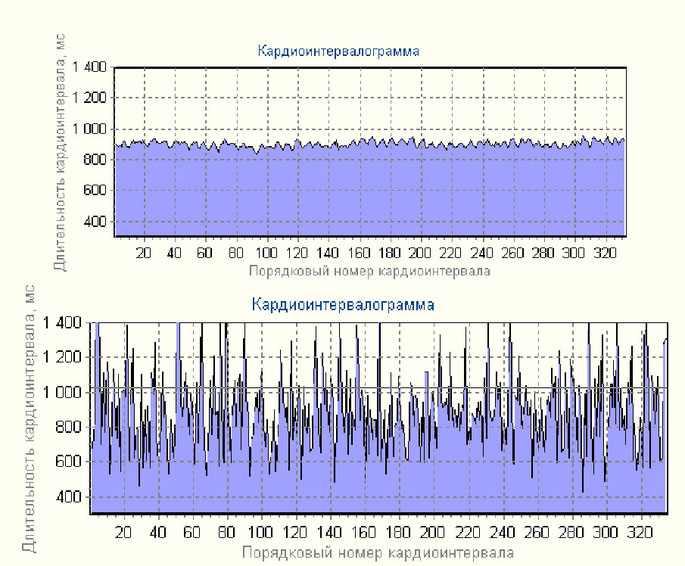 Кардиоинтервалограмма
Длительность кардиоинтервала, мс
1 400
1 200
1 000
800
600
400
20 40 60 80 100 120 140 160 180 200 220 240 260 280 300 320
Порядковый номер кардиоинтервала
Кардиоинтервалограмма
Длительность кардиоинтервала, мс
1 400
1 200
1 000
800
600
400
20 40 60 80 100 120 140 160 180 200 220 240 260 280 300 320
Порядковый номер кардиоинтервала